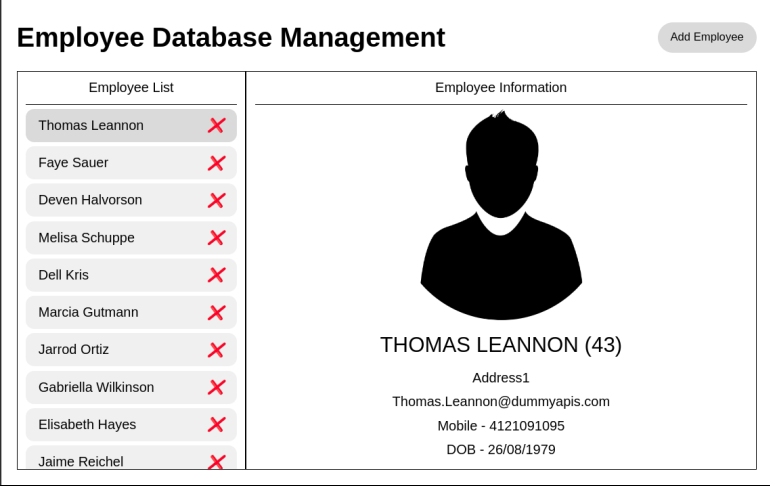 Employee Database Management
Add Employee
Employee List
Thomas Leannon
Faye Sauer
Deven Halvorson
Melisa Schuppe
Dell Kris
Marcia Gutmann
Jarrod Ortiz
Gabriella Wilkinson
Elisabeth Hayes
Jaime Reichel
Employee Information
THOMAS LEANNON (43)
Address1
Thomas.Leannon@dummyapis.com
Mobile - 4121091095
DOB - 26/08/1979